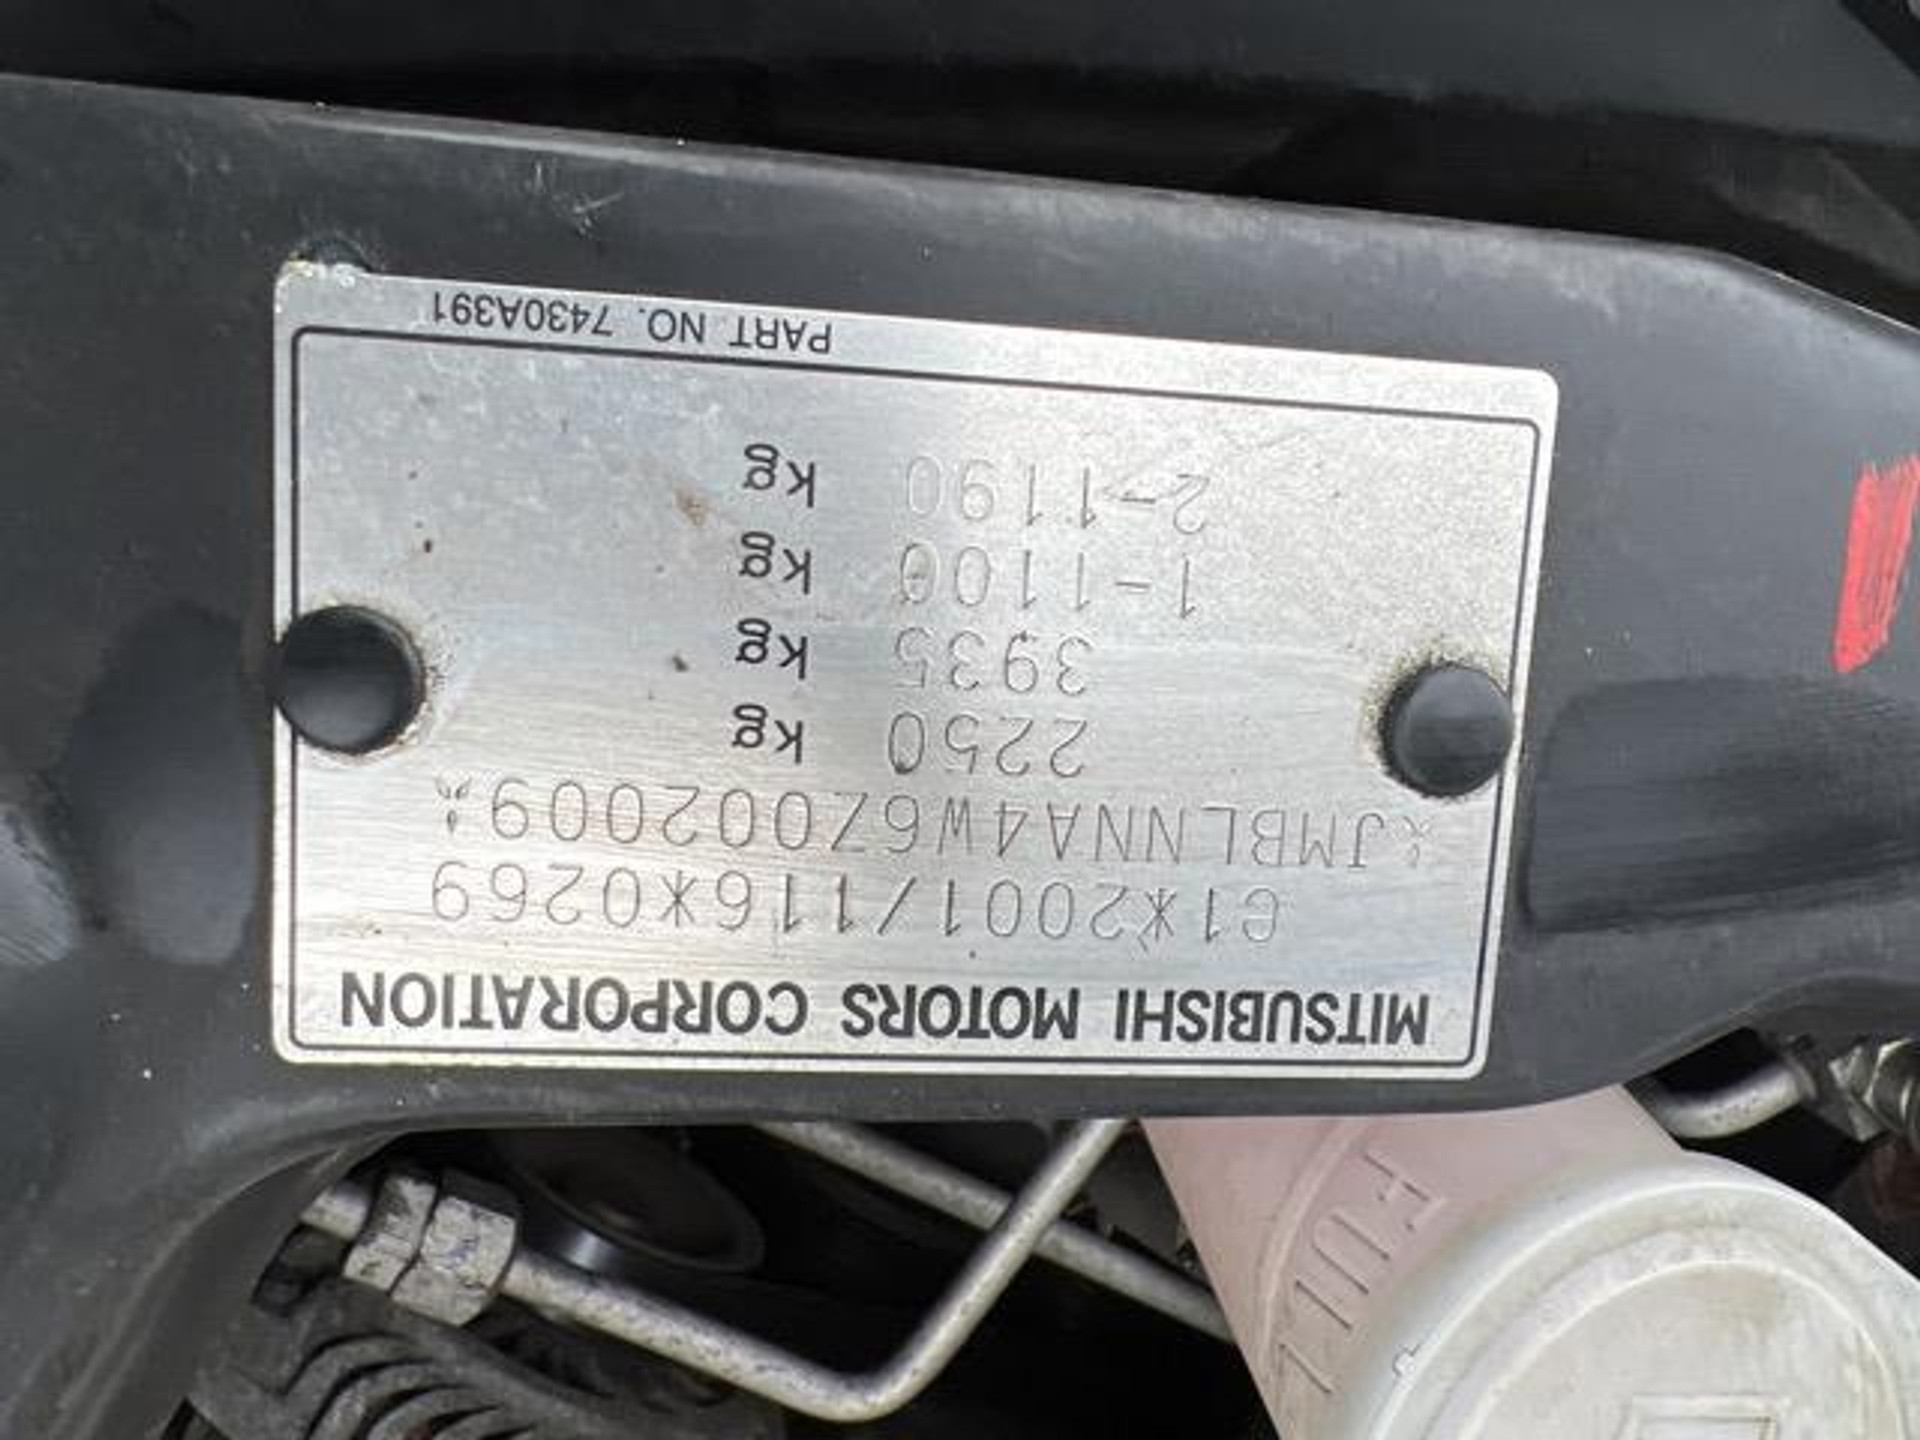 MITSUBISHI MOTORS CORPORATION
e1*2001/116*0269
*JMBLNNA4W6Z002009*
2250 kg
3935 kg
1-1100 kg
2-1190 kg
PART NO. 7430A391
FULL